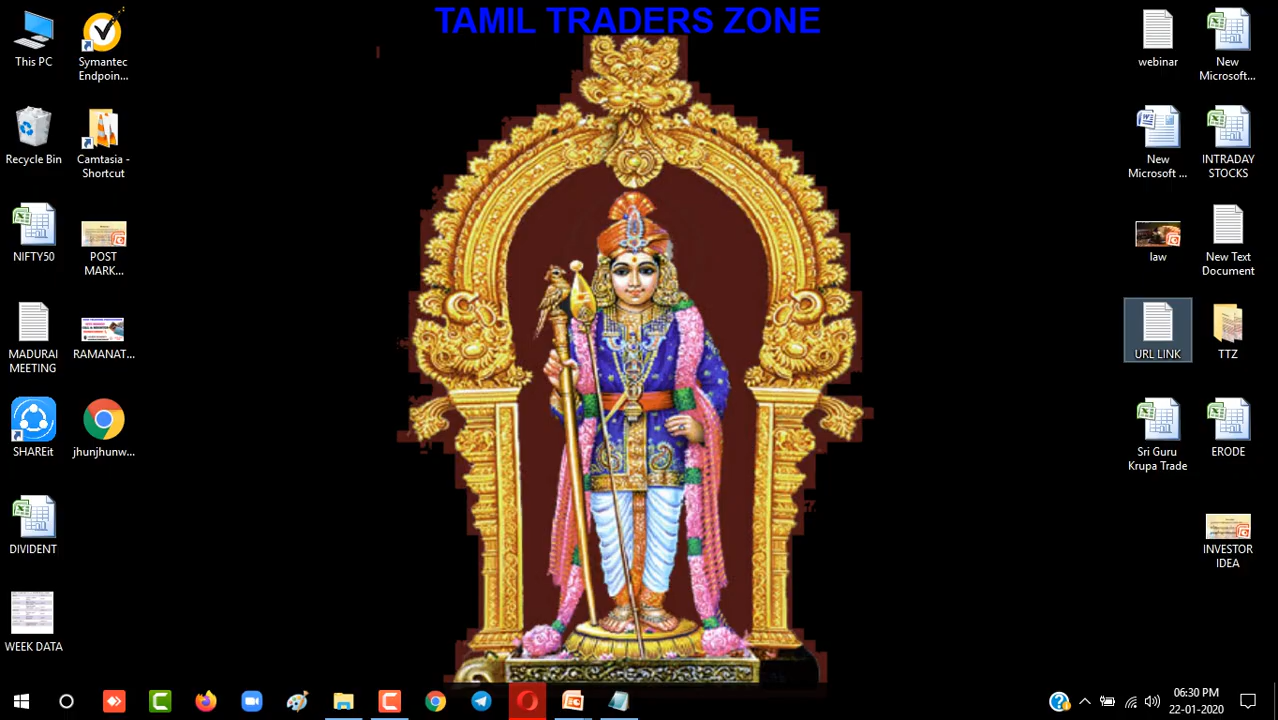 TAMIL TRADERS ZONE
This PC
Symantec
Endpoin...
Recycle Bin
Camtasia -
Shortcut
NIFTY50
POST
MARK...
MADURAI
MEETING
RAMANAT...
SHAREit
jhunjhunw...
DIVIDENT
WEEK DATA
webinar
New
Microsoft...
New
Microsoft ...
INTRADAY
STOCKS
law
New Text
Document
URL LINK
TTZ
Sri Guru
Krupa Trade
ERODE
INVESTOR
IDEA
06:30 PM
22-01-2020